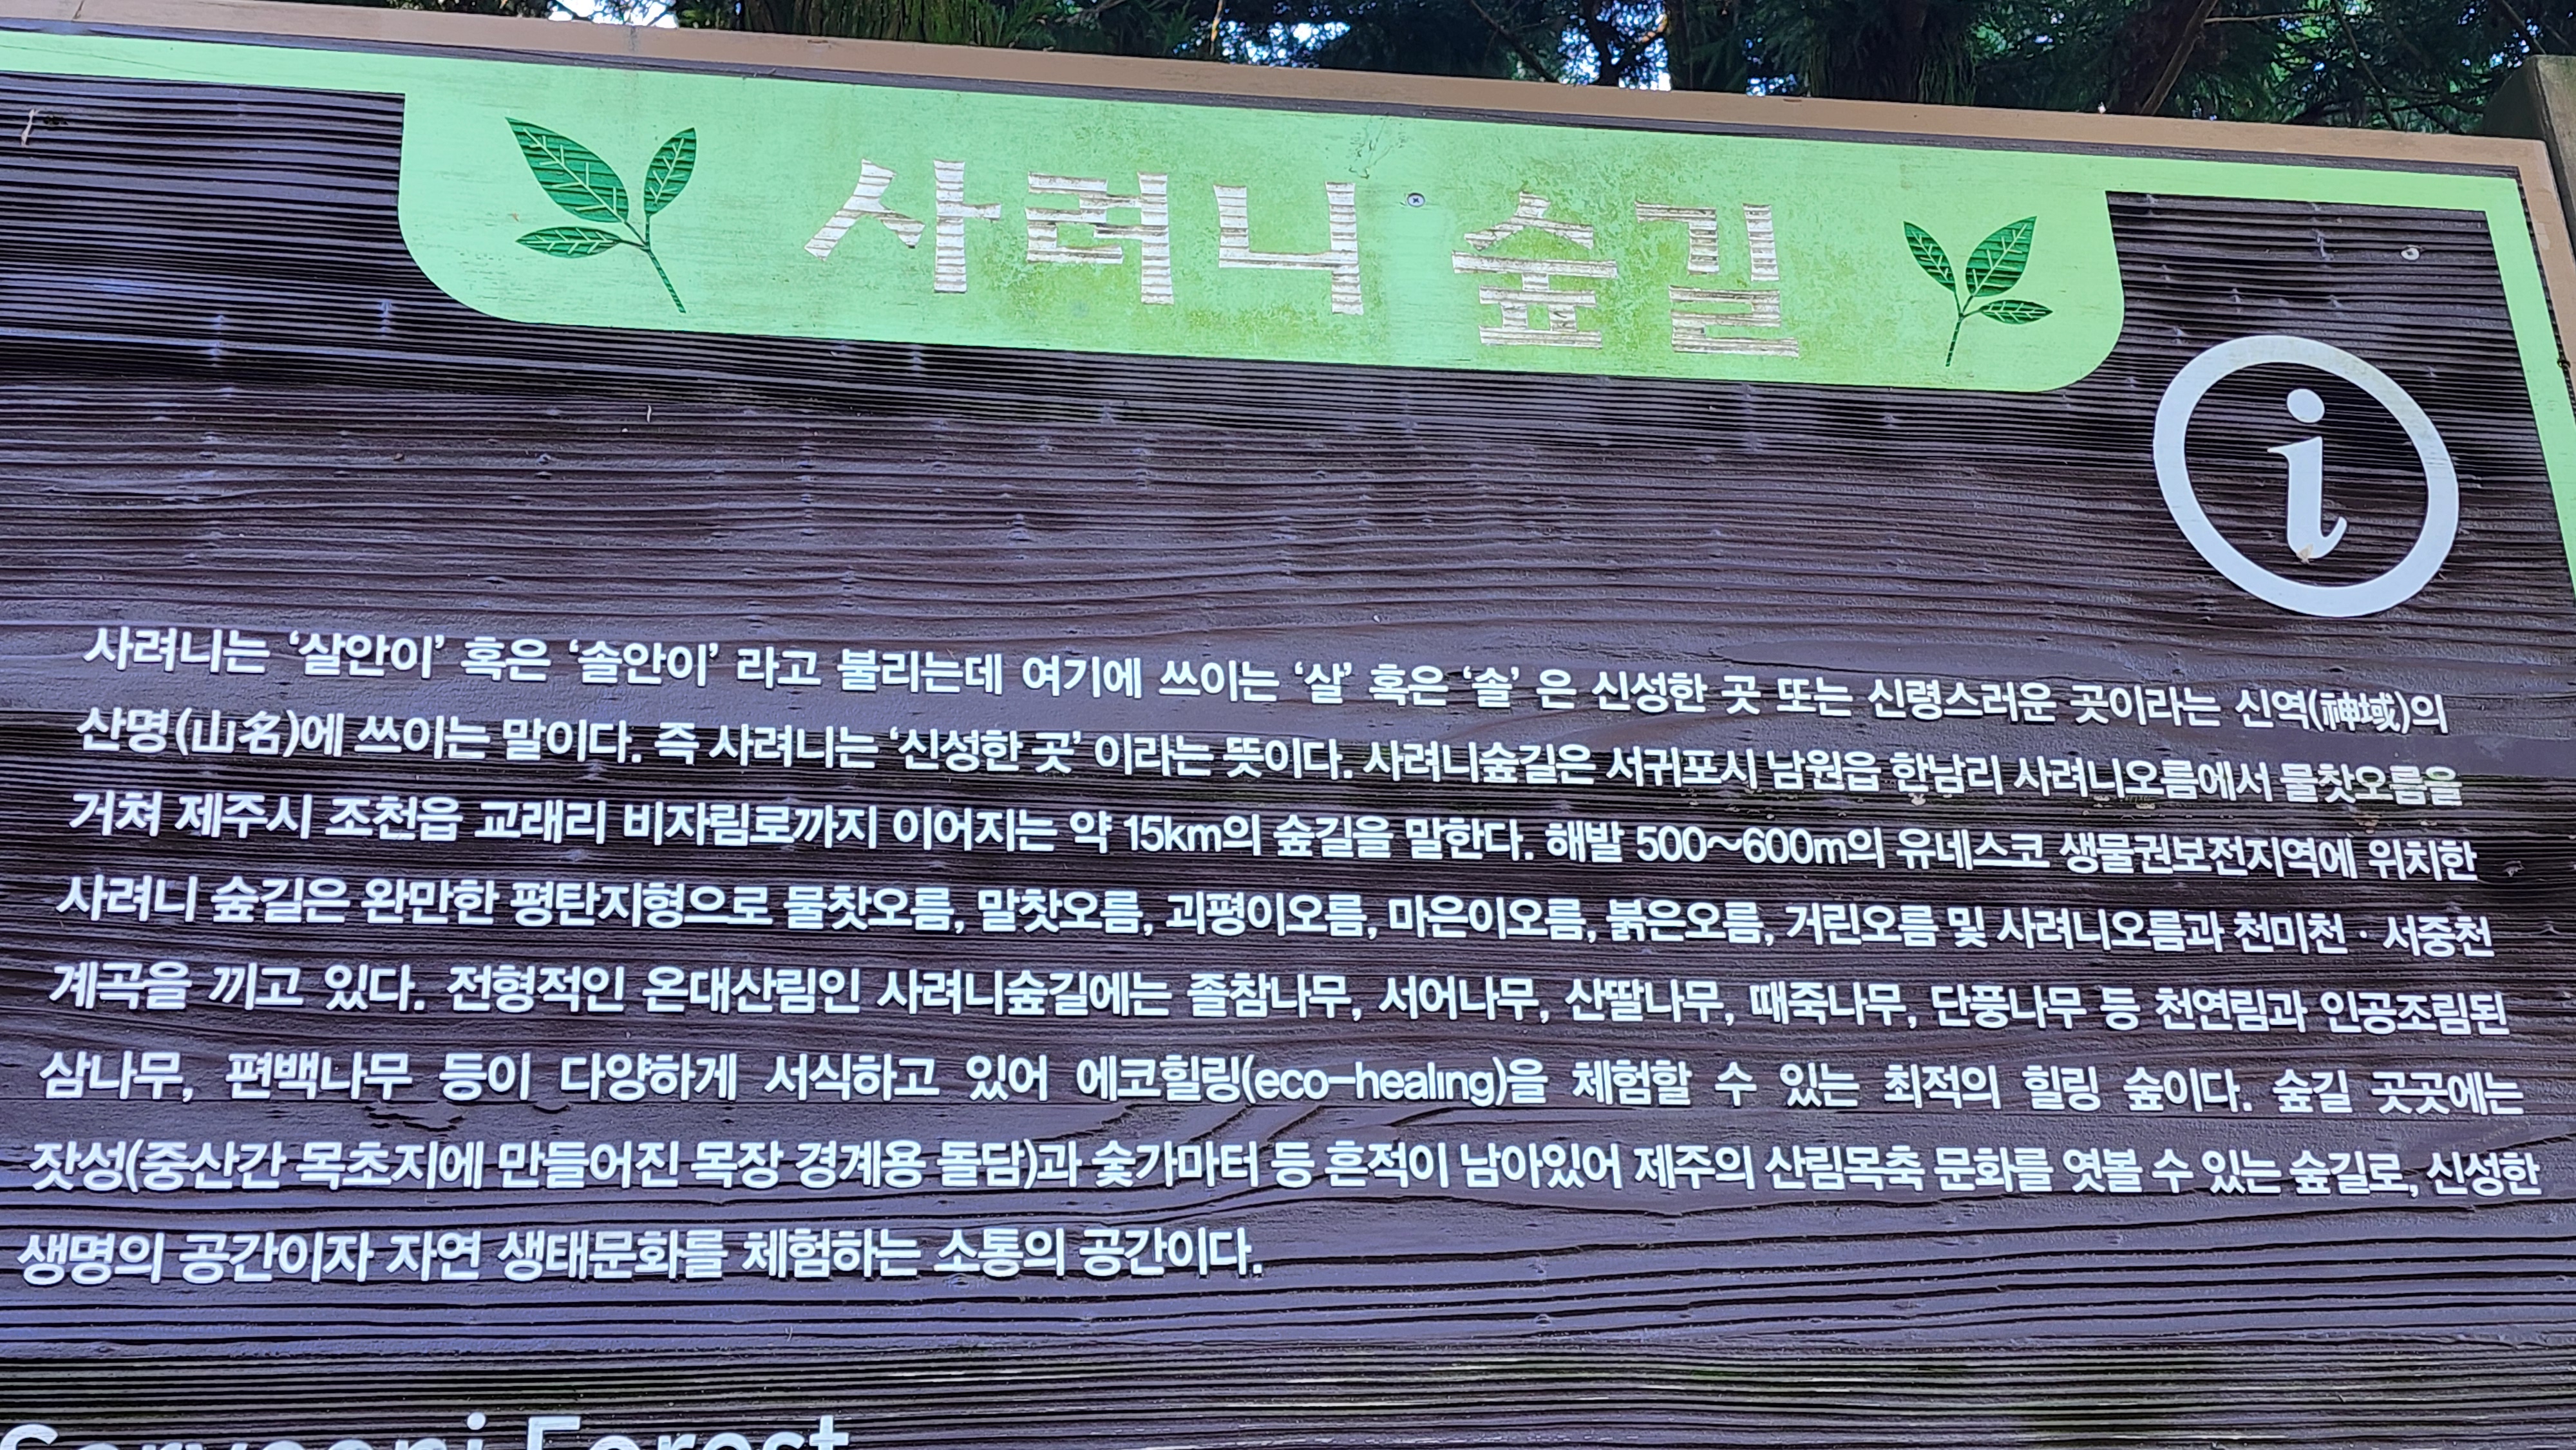 사려니 숲길
i
사려니는 ‘살안이’ 혹은 ‘솔안이’ 라고 불리는데 여기에 쓰이는 ‘살’ 혹은 ‘솔’ 은 신성한 곳 또는 신령스러운 곳이라는 신역(神域)의
산명(山名)에 쓰이는 말이다. 즉 사려니는 ‘신성한 곳’ 이라는 뜻이다. 사려니숲길은 서귀포시 남원읍 한남리 사려니오름에서 물찻오름을
거쳐 제주시 조천읍 교래리 비자림로까지 이어지는 약 15km의 숲길을 말한다. 해발 500~600m의 유네스코 생물권보전지역에 위치한
사려니 숲길은 완만한 평탄지형으로 물찻오름, 말찻오름, 괴평이오름, 마은이오름, 붉은오름, 거린오름 및 사려니오름과 천미천 · 서중천
계곡을 끼고 있다. 전형적인 온대산림인 사려니숲길에는 졸참나무, 서어나무, 산딸나무, 때죽나무, 단풍나무 등 천연림과 인공조림된
삼나무, 편백나무 등이 다양하게 서식하고 있어 에코힐링(eco-healing)을 체험할 수 있는 최적의 힐링 숲이다. 숲길 곳곳에는
잣성(중산간 목초지에 만들어진 목장 경계용 돌담)과 숯가마터 등 흔적이 남아있어 제주의 산림목축 문화를 엿볼 수 있는 숲길로, 신성한
생명의 공간이자 자연 생태문화를 체험하는 소통의 공간이다.
Forest